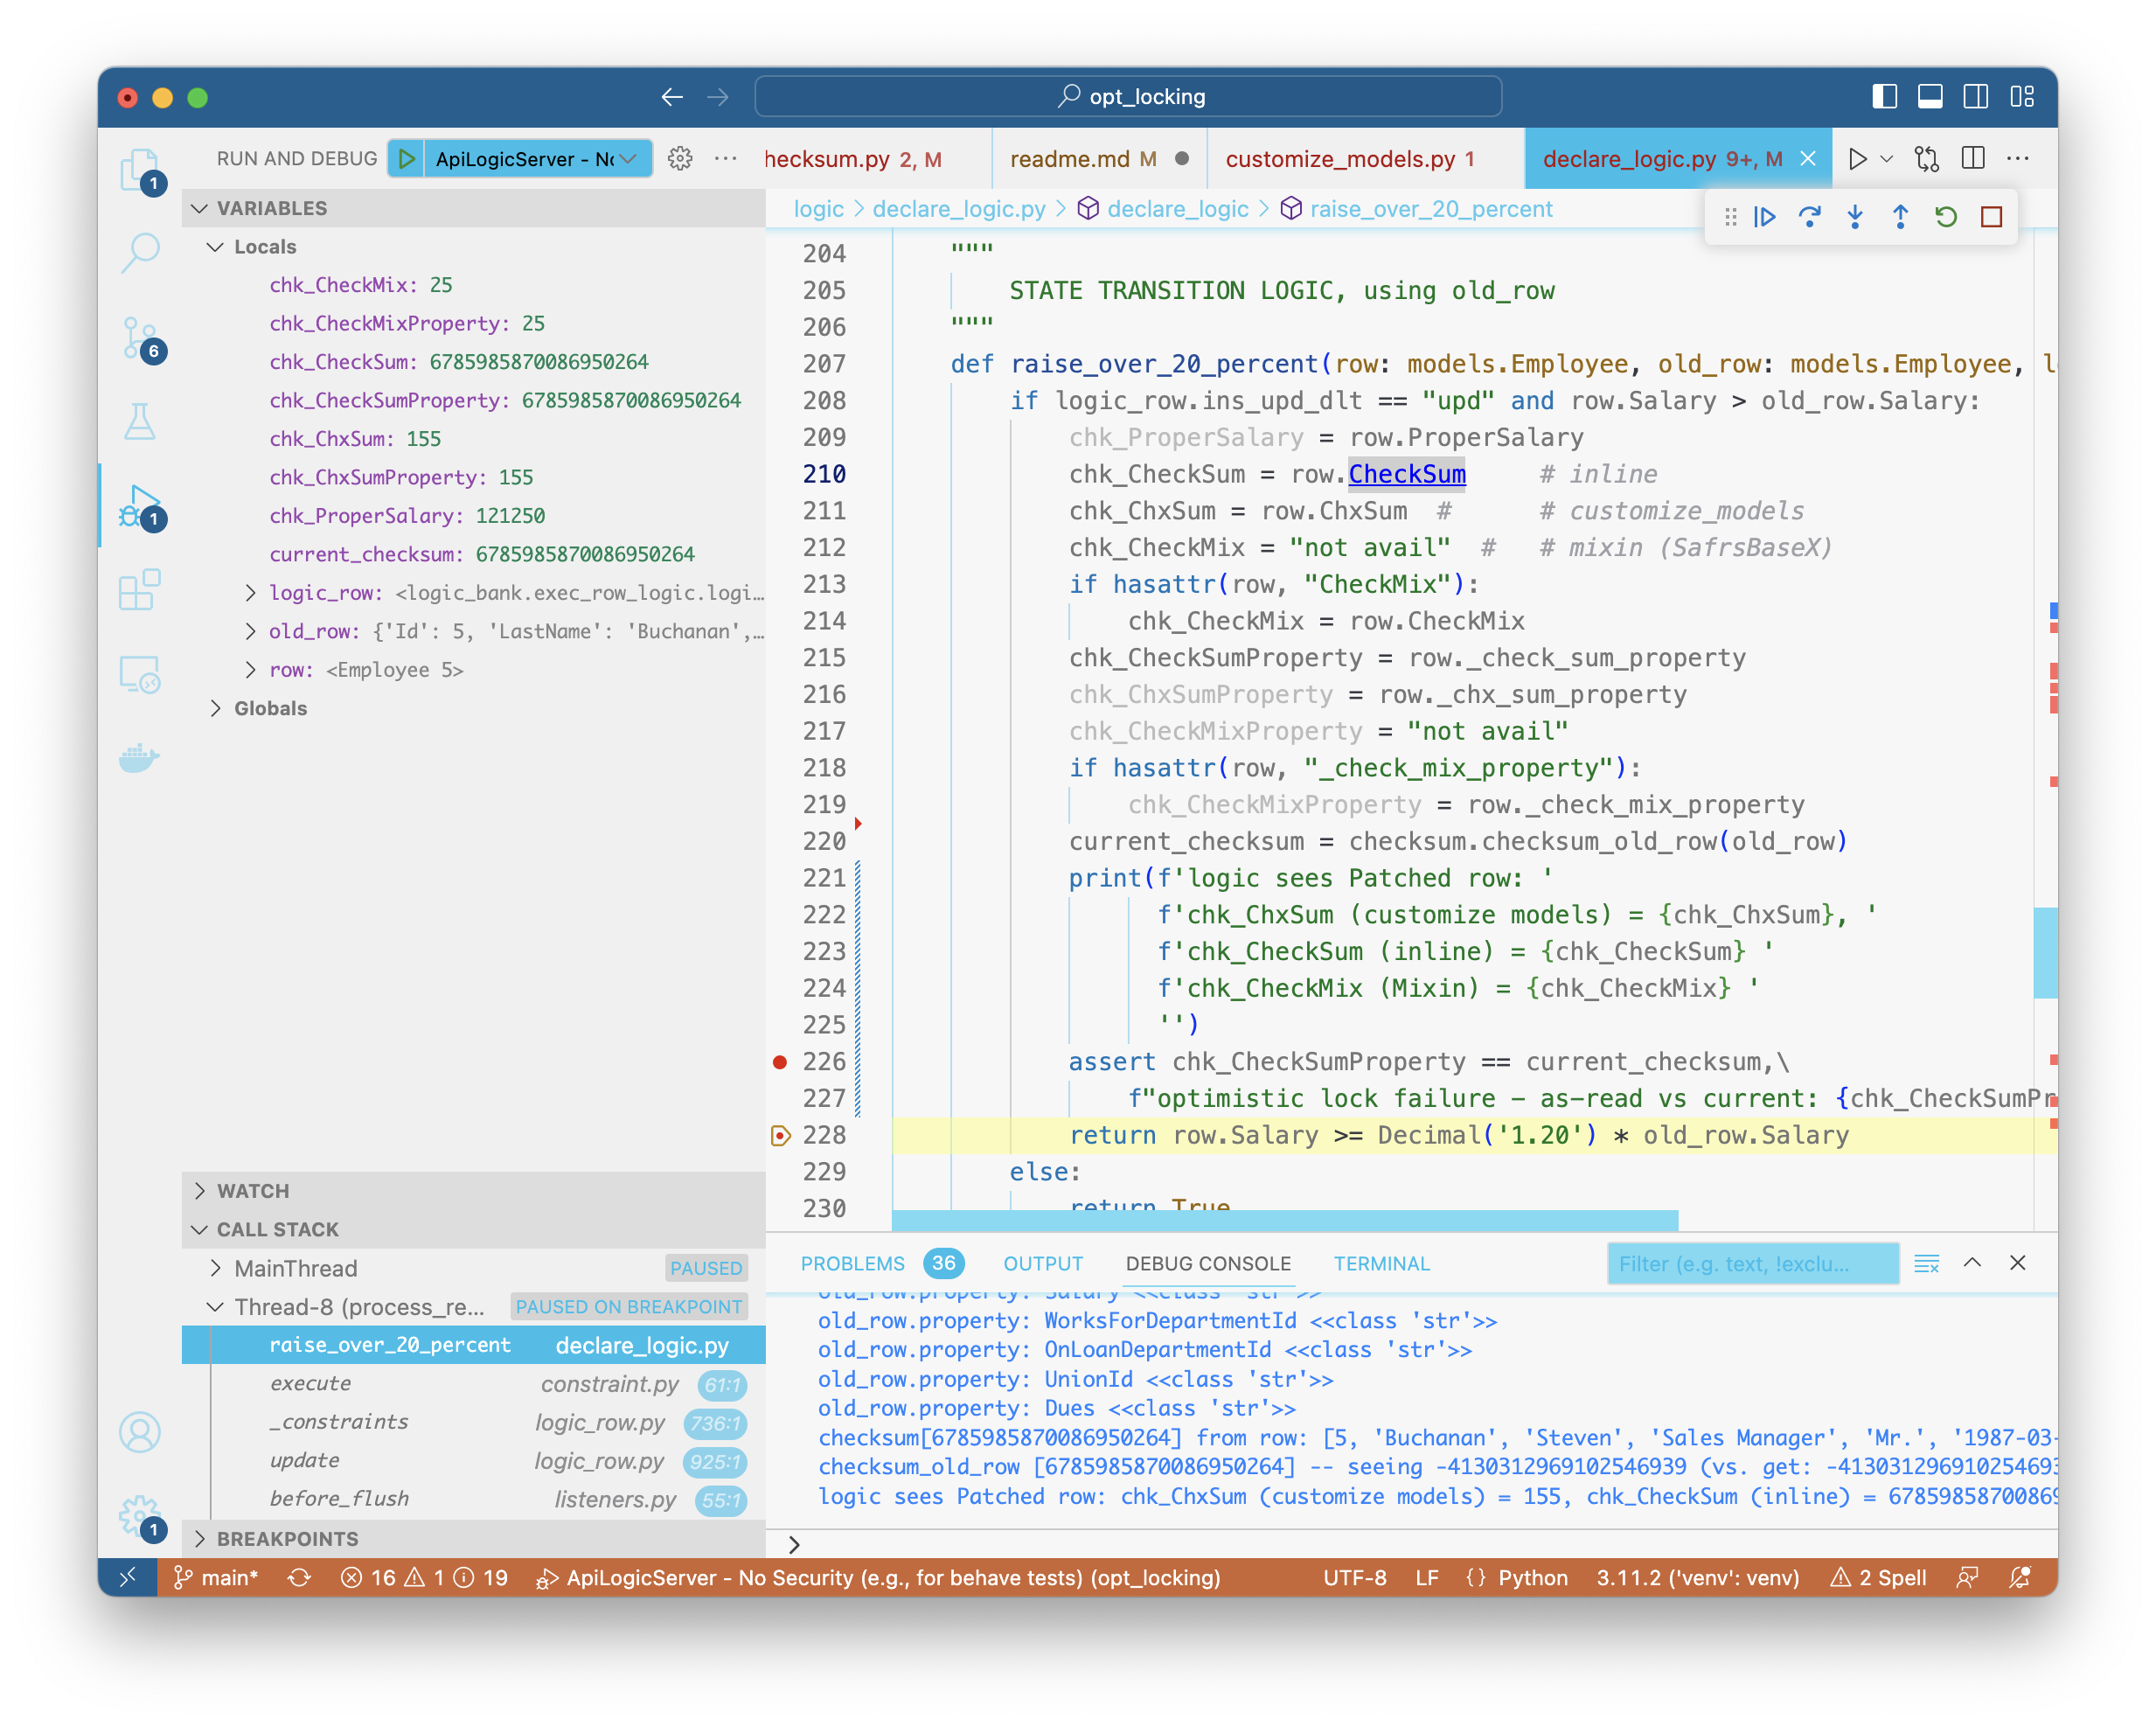 opt_locking
RUN AND DEBUG
ApiLogicServer - Nc
hecksum.py 2, M
readme.md M
customize_models.py 1
declare_logic.py 9+, M
logic > declare_logic.py > declare_logic > raise_over_20_percent
VARIABLES
Locals
chk_CheckMix: 25
chk_CheckMixProperty: 25
chk_CheckSum: 6785985870086950264
chk_CheckSumProperty: 6785985870086950264
chk_ChxSum: 155
chk_ChxSumProperty: 155
chk_ProperSalary: 121250
current_checksum: 6785985870086950264
logic_row: <logic_bank.exec_row_logic.logi…
old_row: {'Id': 5, 'LastName': 'Buchanan',…
row: <Employee 5>
Globals
1
6
1
1
WATCH
CALL STACK
MainThread PAUSED
Thread-8 (process_re... PAUSED ON BREAKPOINT
raise_over_20_percent declare_logic.py
execute constraint.py 61:1
_constraints logic_row.py 736:1
update logic_row.py 925:1
before_flush listeners.py 55:1
BREAKPOINTS
204 """
205 STATE TRANSITION LOGIC, using old_row
206 """
207 def raise_over_20_percent(row: models.Employee, old_row: models.Employee, l
208 if logic_row.ins_upd_dlt == "upd" and row.Salary > old_row.Salary:
209 chk_ProperSalary = row.ProperSalary
210 chk_CheckSum = row.CheckSum # inline
211 chk_ChxSum = row.ChxSum # # customize_models
212 chk_CheckMix = "not avail" # # mixin (SafrsBaseX)
213 if hasattr(row, "CheckMix"):
214 chk_CheckMix = row.CheckMix
215 chk_CheckSumProperty = row._check_sum_property
216 chk_ChxSumProperty = row._chx_sum_property
217 chk_CheckMixProperty = "not avail"
218 if hasattr(row, "_check_mix_property"):
219 chk_CheckMixProperty = row._check_mix_property
220 current_checksum = checksum.checksum_old_row(old_row)
221 print(f'logic sees Patched row: '
222 f'chk_ChxSum (customize models) = {chk_ChxSum}, '
223 f'chk_CheckSum (inline) = {chk_CheckSum} '
224 f'chk_CheckMix (Mixin) = {chk_CheckMix} '
225 '')
226 assert chk_CheckSumProperty == current_checksum,\
227 f"optimistic lock failure – as-read vs current: {chk_CheckSumPr
228 return row.Salary >= Decimal('1.20') * old_row.Salary
229 else:
230 return True
PROBLEMS 36 OUTPUT DEBUG CONSOLE TERMINAL
Filter (e.g. text, !exclu...
old_row.property: Salary <<class 'str'>>
old_row.property: WorksForDepartmentId <<class 'str'>>
old_row.property: OnLoanDepartmentId <<class 'str'>>
old_row.property: UnionId <<class 'str'>>
old_row.property: Dues <<class 'str'>>
checksum[6785985870086950264] from row: [5, 'Buchanan', 'Steven', 'Sales Manager', 'Mr.', '1987-03-
checksum_old_row [6785985870086950264] -- seeing -4130312969102546939 (vs. get: -413031296910254693
logic sees Patched row: chk_ChxSum (customize models) = 155, chk_CheckSum (inline) = 67859858700869
>
main* 16 1 19 ApiLogicServer - No Security (e.g., for behave tests) (opt_locking) UTF-8 LF {} Python 3.11.2 ('venv': venv) 2 Spell